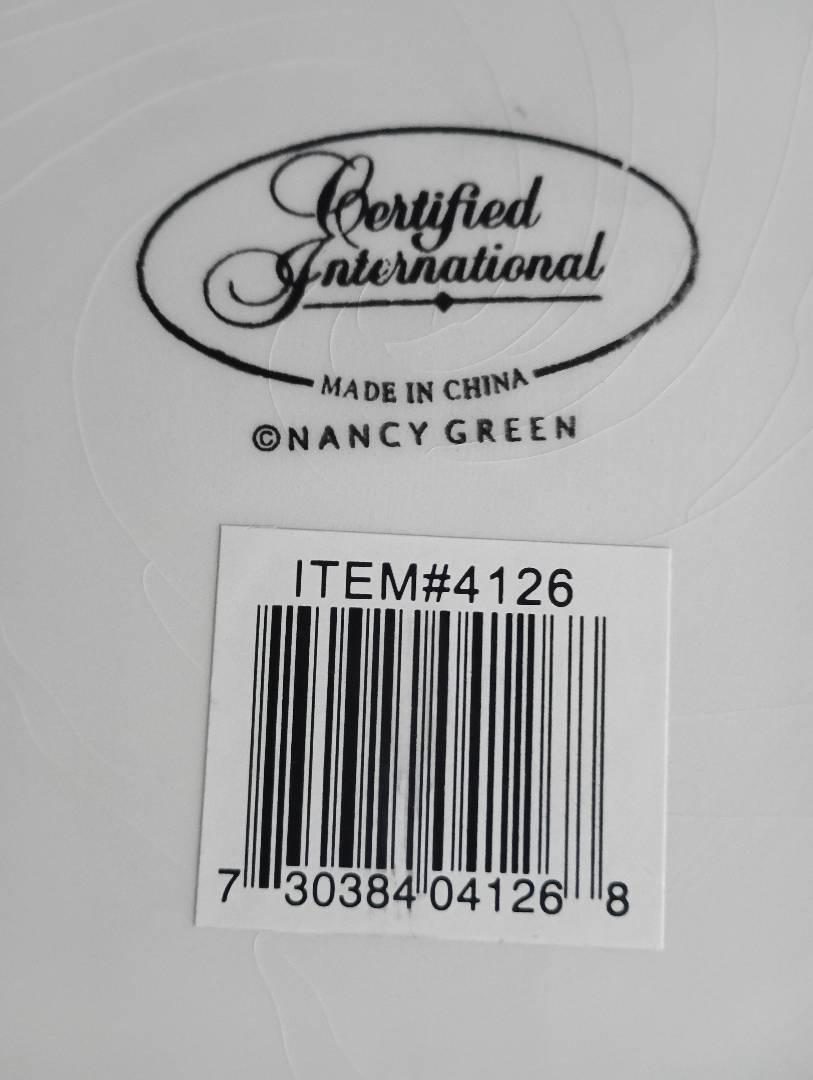 Certified
International
MADE IN CHINA
©NANCY GREEN
ITEM#4126
7 30384 04126 8